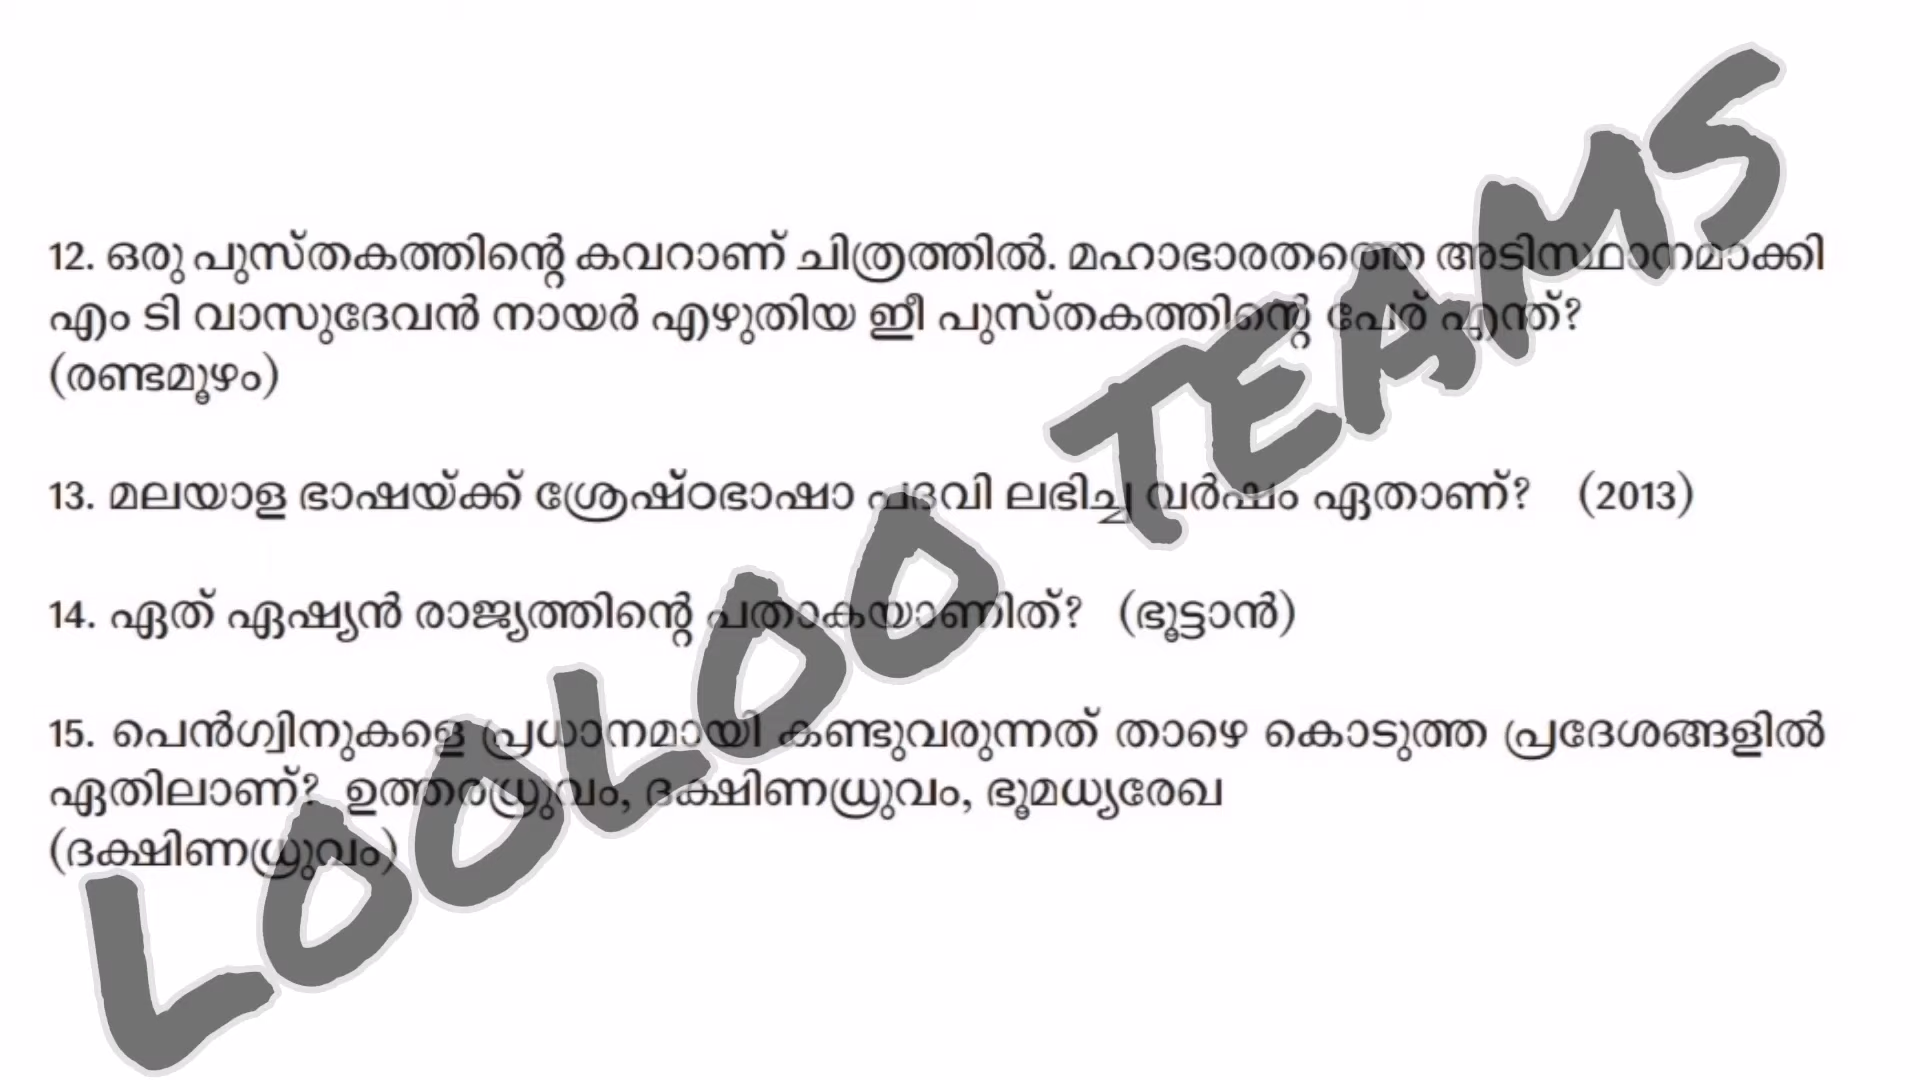 12. ഒരു പുസ്തകത്തിന്റെ കവറാണ് ചിത്രത്തിൽ. മഹാഭാരതത്തെ അടിസ്ഥാനമാക്കി
എം ടി വാസുദേവൻ നായർ എഴുതിയ ഈ പുസ്തകത്തിന്റെ പേര് എന്ത്?
(രണ്ടാമൂഴം)
13. മലയാള ഭാഷയ്ക്ക് ശ്രേഷ്ഠഭാഷാ പദവി ലഭിച്ച വർഷം ഏതാണ്? (2013)
14. ഏത് ഏഷ്യൻ രാജ്യത്തിന്റെ പതാകയാണിത്? (ഭൂട്ടാൻ)
15. പെൻഗ്വിനുകളെ പ്രധാനമായി കണ്ടുവരുന്നത് താഴെ കൊടുത്ത പ്രദേശങ്ങളിൽ
ഏതിലാണ്? ഉത്തരധ്രുവം, ദക്ഷിണധ്രുവം, ഭൂമധ്യരേഖ
(ദക്ഷിണധ്രുവം)
LOOLOO TEAMS